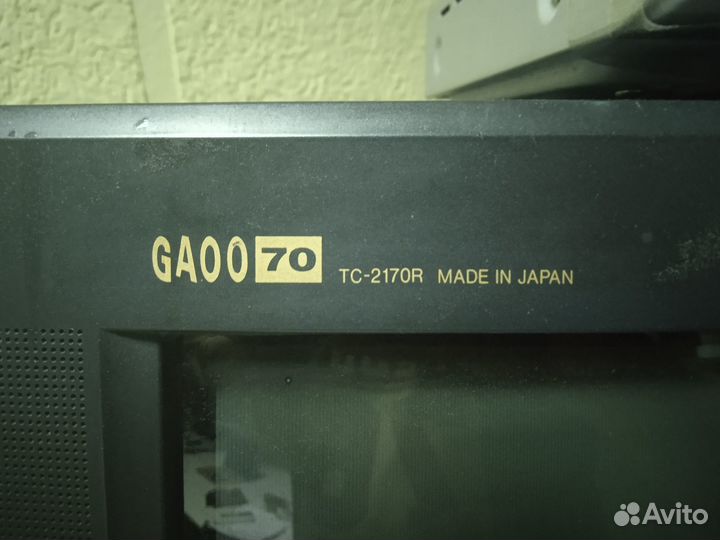 GAOO 70 TC-2170R MADE IN JAPAN
Avito